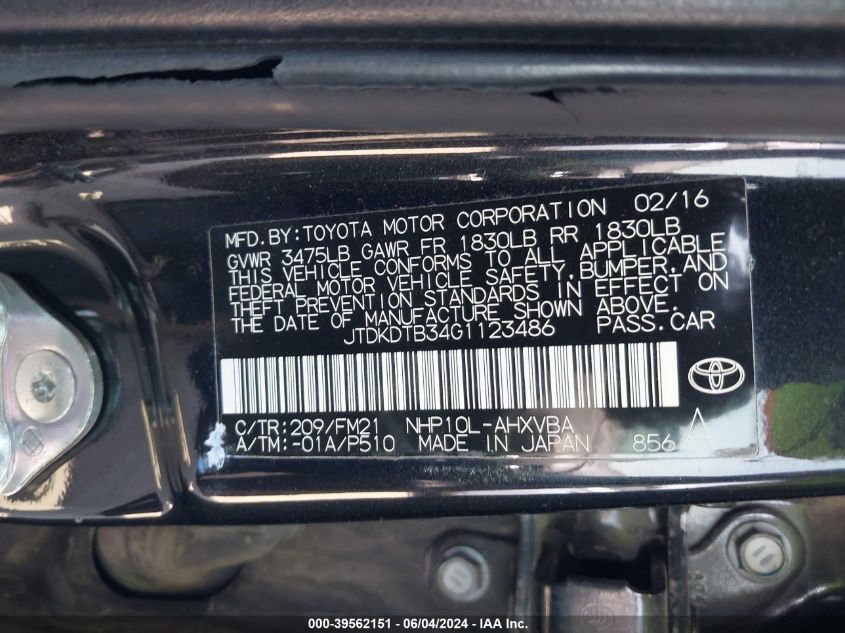 MFD.BY:TOYOTA MOTOR CORPORATION 02/16
GVWR 3475LB GAWR FR 1830LB RR 1830LB
THIS VEHICLE CONFORMS TO ALL APPLICABLE
FEDERAL MOTOR VEHICLE SAFETY,BUMPER,AND
THEFT PREVENTION STANDARDS IN EFFECT ON
THE DATE OF MANUFACTURE SHOWN ABOVE.
JTDKDTB34G1123486 PASS.CAR
C/TR:209/FM21 NHP10L-AHXVBA
A/TM:-01A/P510 MADE IN JAPAN 856 A
000-39562151 - 06/04/2024 - IAA Inc.